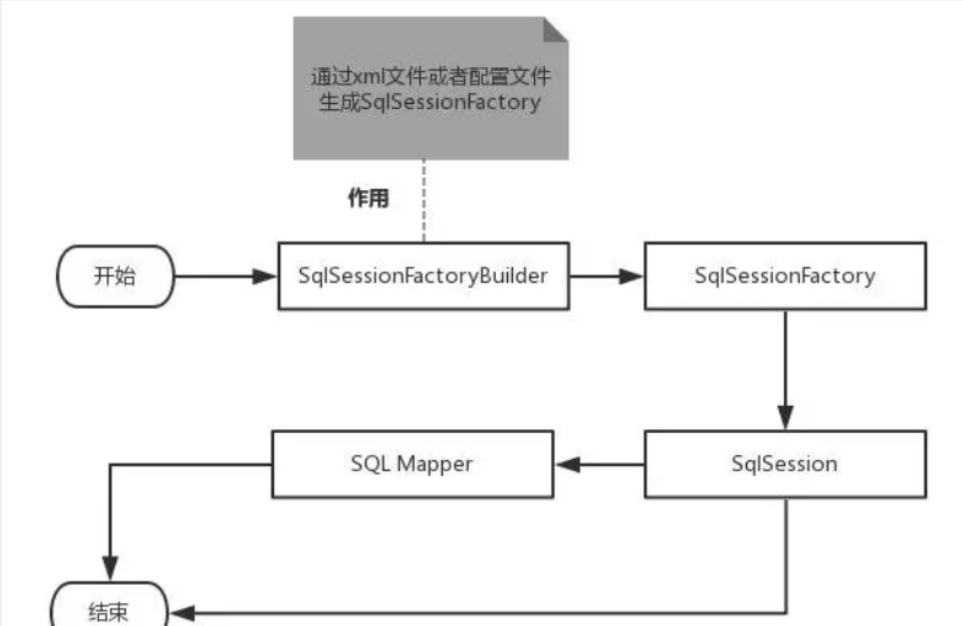 通过xml文件或者配置文件
生成SqlSessionFactory
作用
开始
SqlSessionFactoryBuilder
SqlSessionFactory
SQL Mapper
SqlSession
结束